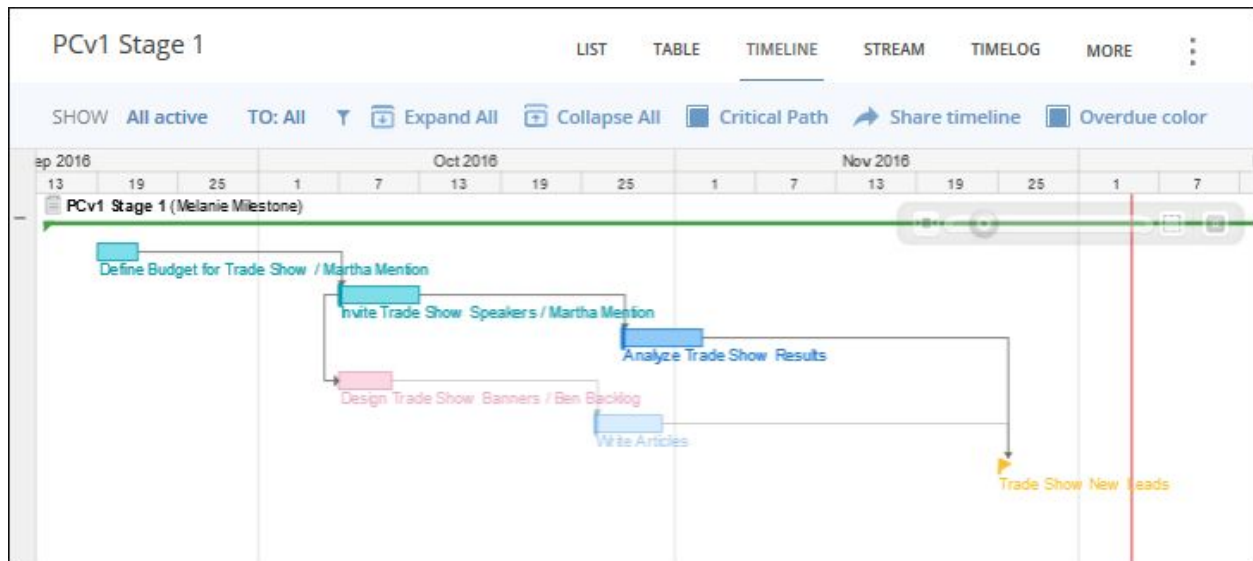 PCv1 Stage 1
LIST TABLE TIMELINE STREAM TIMELOG MORE
SHOW All active TO: All Expand All Collapse All Critical Path Share timeline Overdue color
ep 2016 Oct 2016 Nov 2016
13 19 25 1 7 13 19 25 1 7 13 19 25 1 7
PCv1 Stage 1 (Melanie Milestone)
Define Budget for Trade Show / Martha Mention
Invite Trade Show Speakers / Martha Mention
Analyze Trade Show Results
Design Trade Show Banners / Ben Backlog
Write Articles
Trade Show New Leads